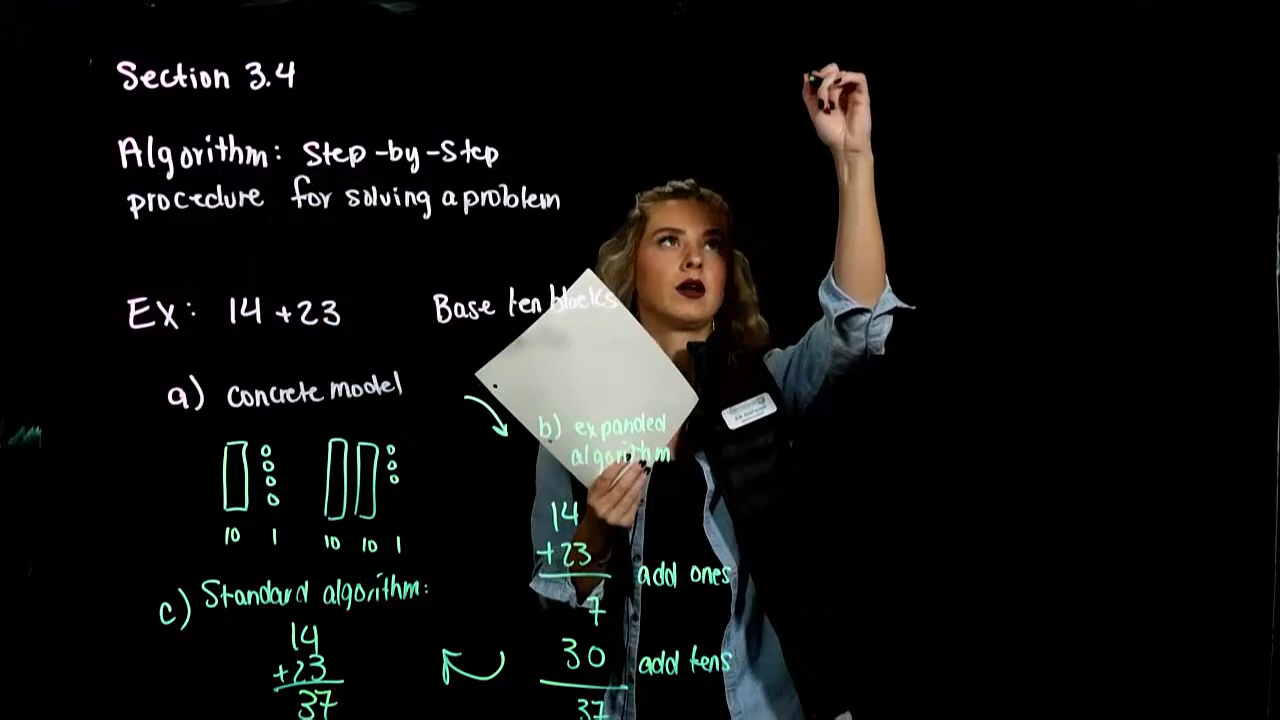 Section 3.4
Algorithm: Step-by-Step
procedure for solving a problem
Ex: 14 + 23
Base ten blocks
a) concrete model
10 1 10 10 1
b) expanded
algorithm
14
+23
add ones
7
30 add tens
37
c) Standard algorithm:
14
+23
37